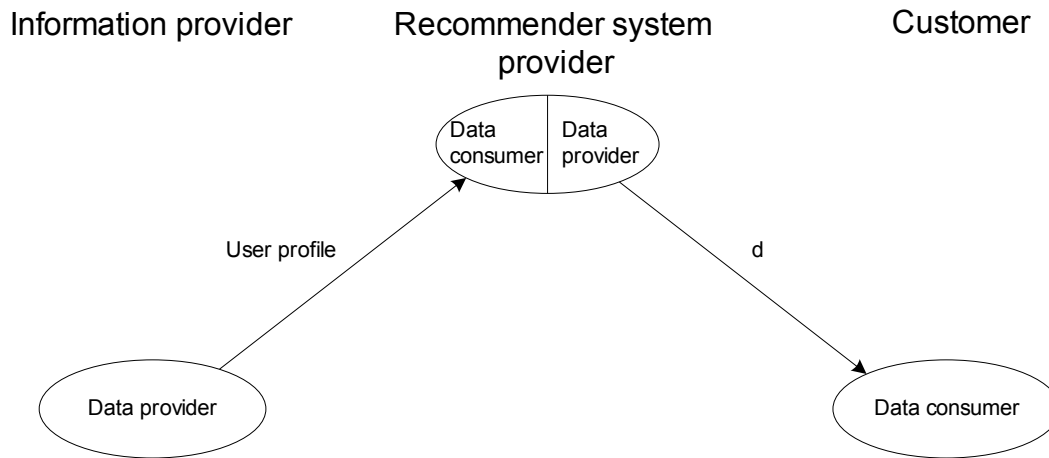 Information provider
Recommender system
provider
Customer
Data
consumer
Data
provider
User profile
d
Data provider
Data consumer